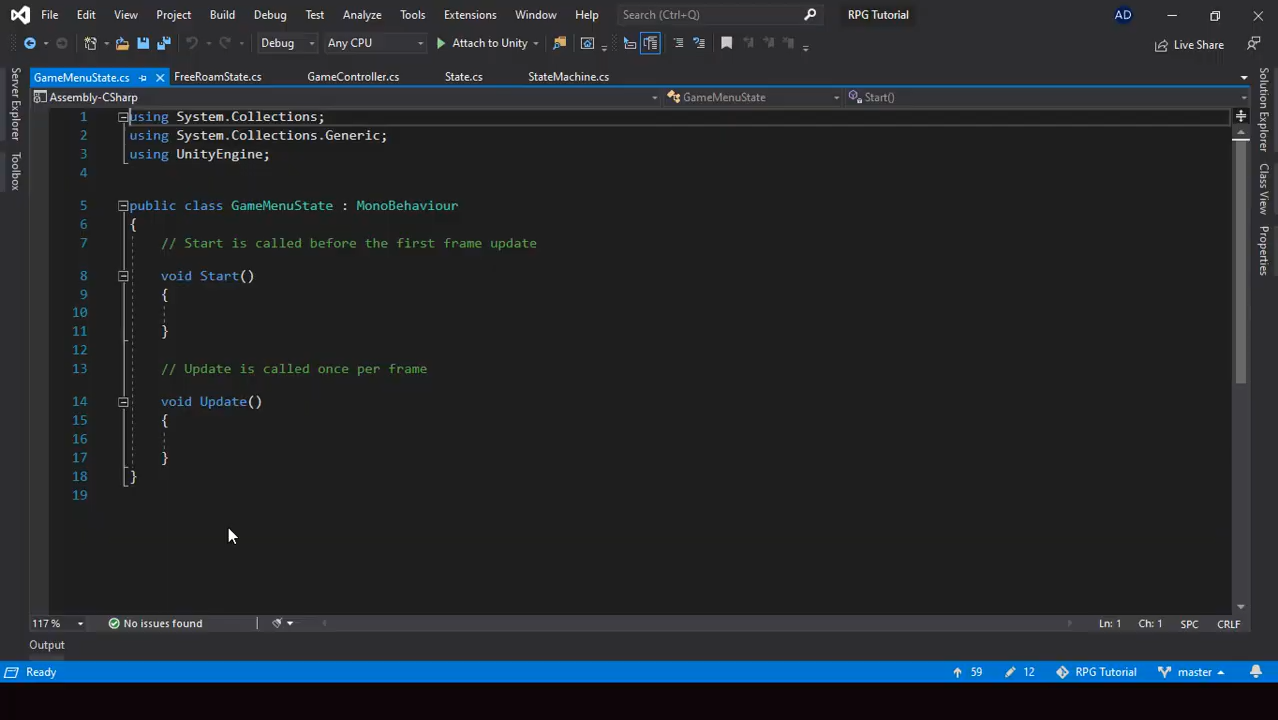 File Edit View Project Build Debug Test Analyze Tools Extensions Window Help Search (Ctrl+Q) RPG Tutorial AD
Debug Any CPU Attach to Unity Live Share
GameMenuState.cs FreeRoamState.cs GameController.cs State.cs StateMachine.cs
Assembly-CSharp GameMenuState Start()
1 using System.Collections;
2 using System.Collections.Generic;
3 using UnityEngine;
4
5 public class GameMenuState : MonoBehaviour
6 {
7 // Start is called before the first frame update
8 void Start()
9 {
10
11 }
12
13 // Update is called once per frame
14 void Update()
15 {
16
17 }
18 }
19
Server Explorer
Toolbox
Solution Explorer
Class View
Properties
117 % No issues found Ln: 1 Ch: 1 SPC CRLF
Output
Ready 59 12 RPG Tutorial master